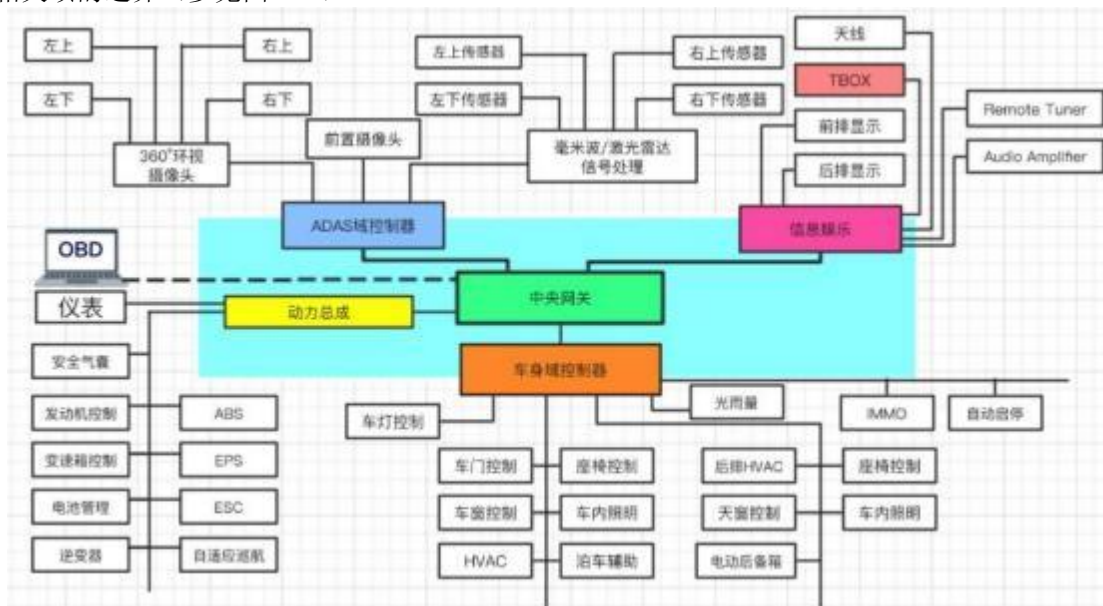 左上
右上
左下
右下
360°环视
摄像头
前置摄像头
左上传感器
右上传感器
左下传感器
右下传感器
毫米波/激光雷达
信号处理
天线
TBOX
前排显示
后排显示
Remote Tuner
Audio Amplifier
ADAS域控制器
信息娱乐
OBD
仪表
动力总成
中央网关
车身域控制器
安全气囊
发动机控制
ABS
变速箱控制
EPS
电池管理
ESC
逆变器
自适应巡航
车灯控制
光雨量
IMMO
自动启停
车门控制
座椅控制
车窗控制
车内照明
HVAC
泊车辅助
后排HVAC
座椅控制
天窗控制
车内照明
电动后备箱